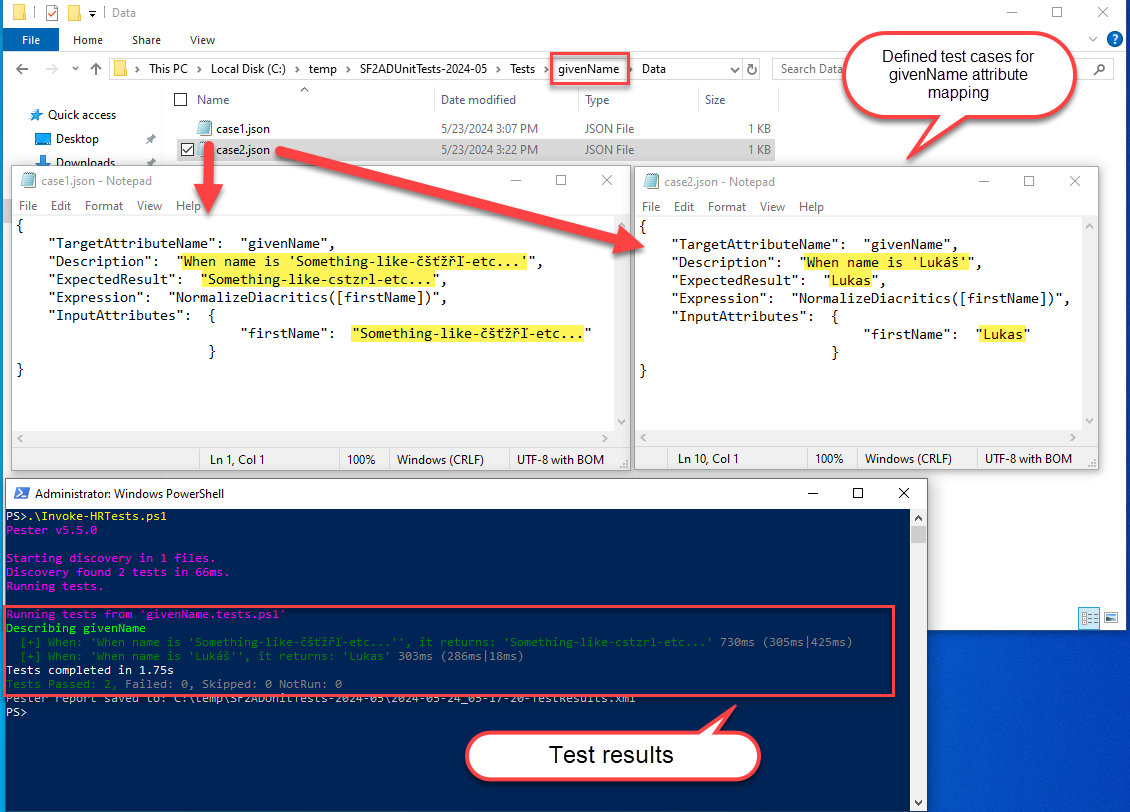 Data
File Home Share View
This PC > Local Disk (C:) > temp > SF2ADUnitTests-2024-05 > Tests > givenName > Data
Search Data
Defined test cases for
givenName attribute
mapping
Name Date modified Type Size
Quick access
Desktop
Downloads
case1.json 5/23/2024 3:07 PM JSON File 1 KB
case2.json 5/23/2024 3:22 PM JSON File 1 KB
case1.json - Notepad
File Edit Format View Help
{
"TargetAttributeName": "givenName",
"Description": "When name is 'Something-like-čšťžřľ-etc...'",
"ExpectedResult": "Something-like-cstzrl-etc...",
"Expression": "NormalizeDiacritics([firstName])",
"InputAttributes": {
"firstName": "Something-like-čšťžřľ-etc..."
}
}
Ln 1, Col 1 100% Windows (CRLF) UTF-8 with BOM
case2.json - Notepad
File Edit Format View Help
{
"TargetAttributeName": "givenName",
"Description": "When name is 'Lukáš'",
"ExpectedResult": "Lukas",
"Expression": "NormalizeDiacritics([firstName])",
"InputAttributes": {
"firstName": "Lukas"
}
}
Ln 10, Col 1 100% Windows (CRLF) UTF-8 with BOM
Administrator: Windows PowerShell
PS>.\Invoke-HRTests.ps1
Pester v5.5.0
Starting discovery in 1 files.
Discovery found 2 tests in 66ms.
Running tests.
Running tests from 'givenName.tests.ps1'
Describing givenName
[+] When: 'When name is 'Something-like-čšťžřľ-etc...'', it returns: 'Something-like-cstzrl-etc...' 730ms (305ms|425ms)
[+] When: 'When name is 'Lukáš'', it returns: 'Lukas' 303ms (286ms|18ms)
Tests completed in 1.75s
Tests Passed: 2, Failed: 0, Skipped: 0 NotRun: 0
Pester report saved to: C:\temp\SF2ADUnitTests-2024-05\2024-05-24_05-17-20-TestResults.xml
PS>
Test results